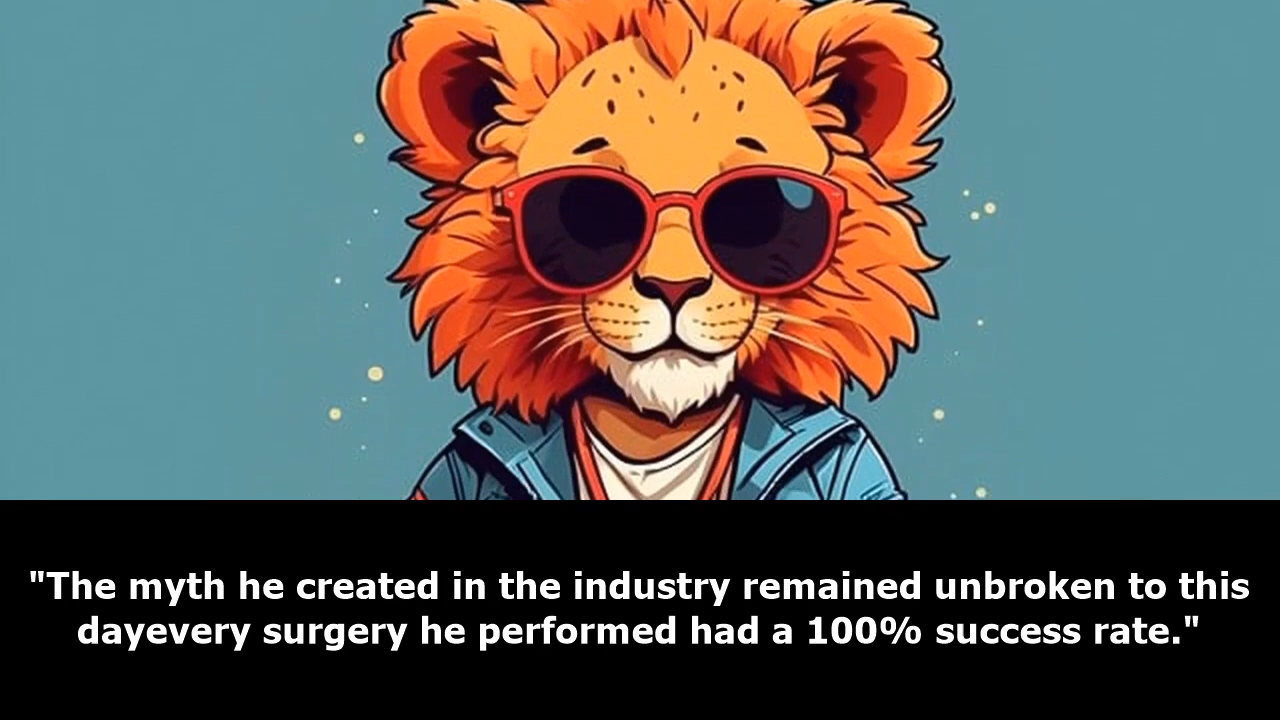 "The myth he created in the industry remained unbroken to this
dayevery surgery he performed had a 100% success rate."